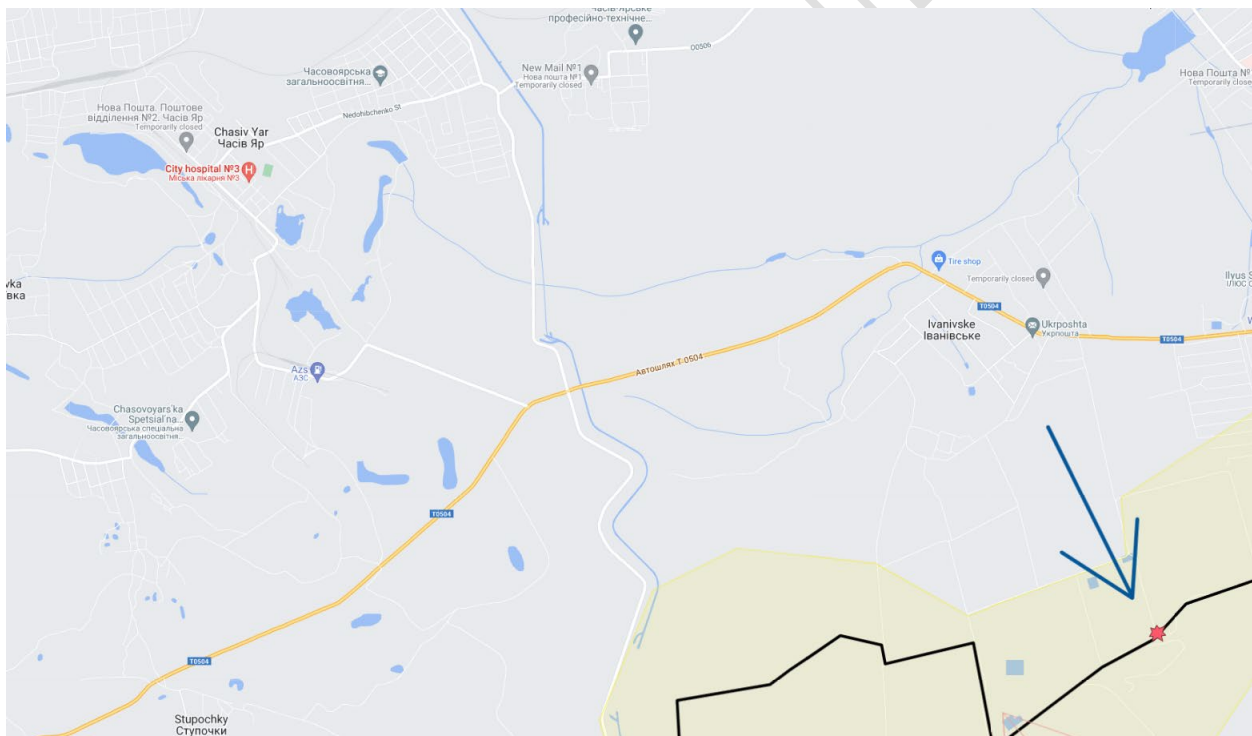 Часів-Ярське
професійно-технічне...
O0506
Часовоярська
загальноосвітня...
New Mail №1
Нова пошта №1
Temporarily closed
Нова Пошта №
Temporarily close
Nedohibchenko St
Нова Пошта. Поштове
відділення №2. Часів Яр
Temporarily closed
Chasiv Yar
Часів Яр
City hospital №3
Міська лікарня №3
Tire shop
Temporarily closed
Ilyus S
ІЛЮС С
vka
вка
T0504
Ivanivske
Іванівське
Ukrposhta
Укрпошта
T0504
Автошлях Т 0504
Azs
АЗС
Chasovoyars'ka
Spetsial'na...
Часовоярська спеціальна
загальноосвітня...
T0504
T0504
Stupochky
Ступочки